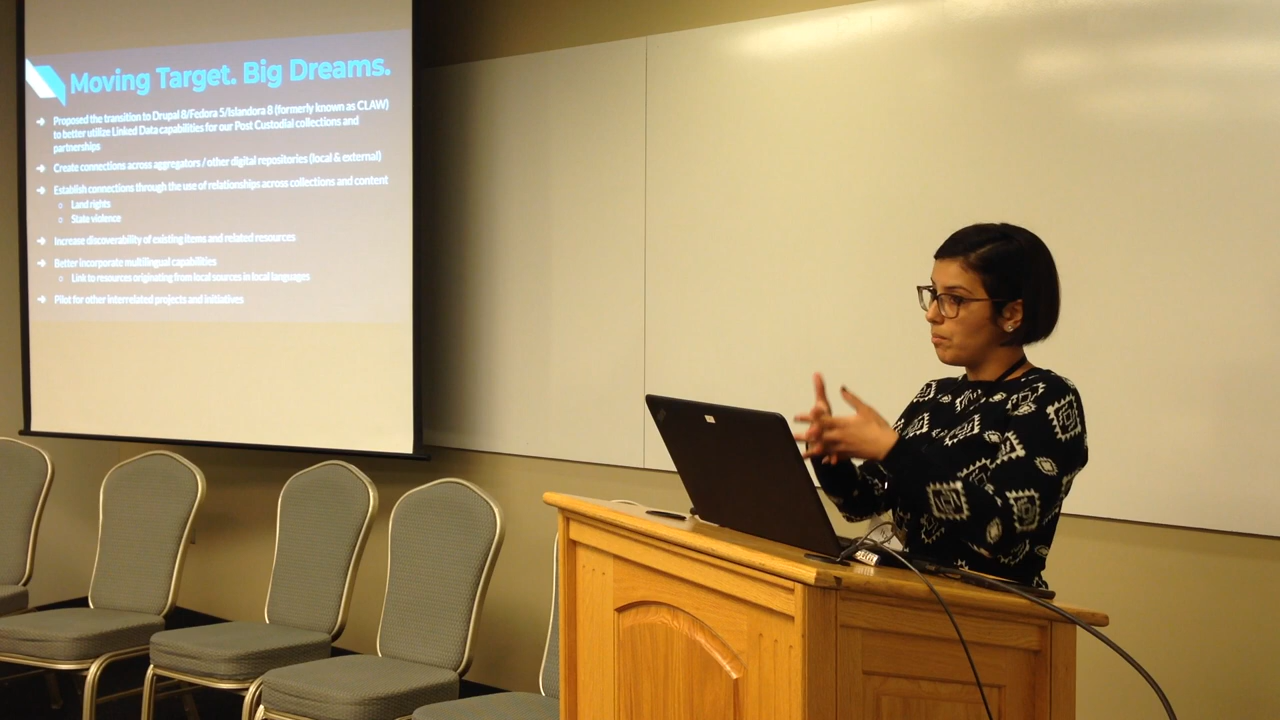 Moving Target. Big Dreams.
Proposed the transition to Drupal 8/Fedora 5/Islandora 8 (formerly known as CLAW)
to better utilize Linked Data capabilities for our Post Custodial collections and
partnerships
Create connections across aggregators / other digital repositories (local & external)
Establish connections through the use of relationships across collections and content
Land rights
State violence
Increase discoverability of existing items and related resources
Better incorporate multilingual capabilities
Link to resources originating from local sources in local languages
Pilot for other interrelated projects and initiatives